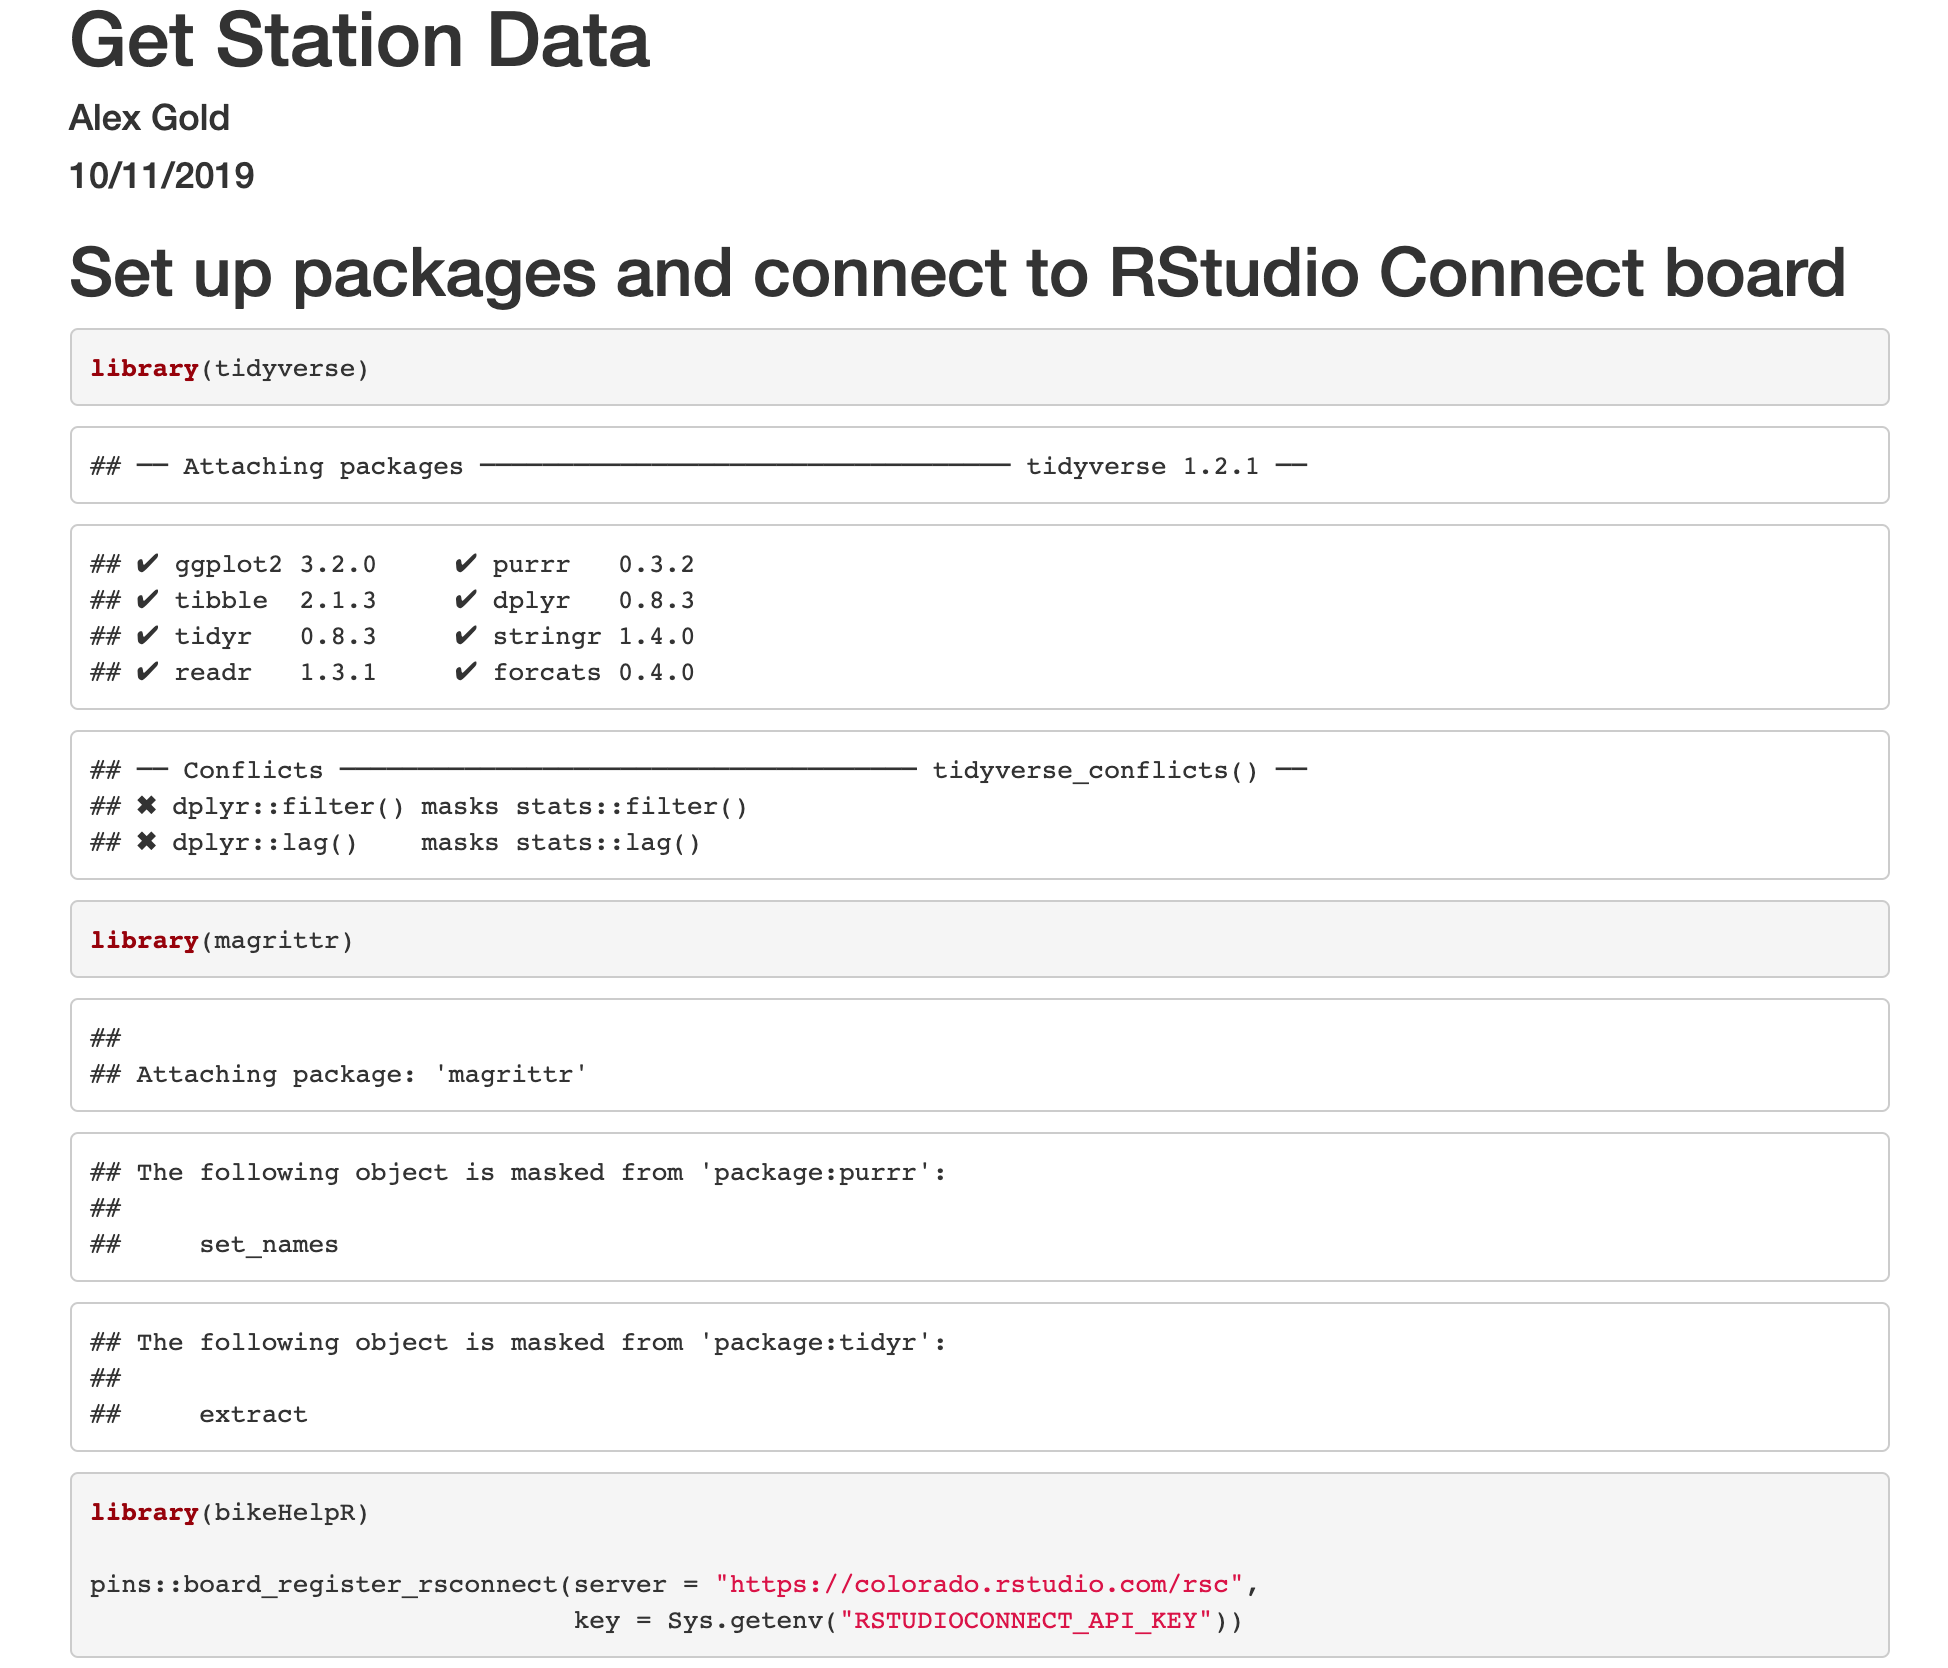 Get Station Data
Alex Gold
10/11/2019
Set up packages and connect to RStudio Connect board
library(tidyverse)
## ── Attaching packages ────────────────────────────────── tidyverse 1.2.1 ──
## ✔ ggplot2 3.2.0     ✔ purrr   0.3.2
## ✔ tibble  2.1.3     ✔ dplyr   0.8.3
## ✔ tidyr   0.8.3     ✔ stringr 1.4.0
## ✔ readr   1.3.1     ✔ forcats 0.4.0
## ── Conflicts ───────────────────────────────────── tidyverse_conflicts() ──
## ✖ dplyr::filter() masks stats::filter()
## ✖ dplyr::lag()    masks stats::lag()
library(magrittr)
##
## Attaching package: 'magrittr'
## The following object is masked from 'package:purrr':
##
##     set_names
## The following object is masked from 'package:tidyr':
##
##     extract
library(bikeHelpR)
pins::board_register_rsconnect(server = "https://colorado.rstudio.com/rsc",
                               key = Sys.getenv("RSTUDIOCONNECT_API_KEY"))